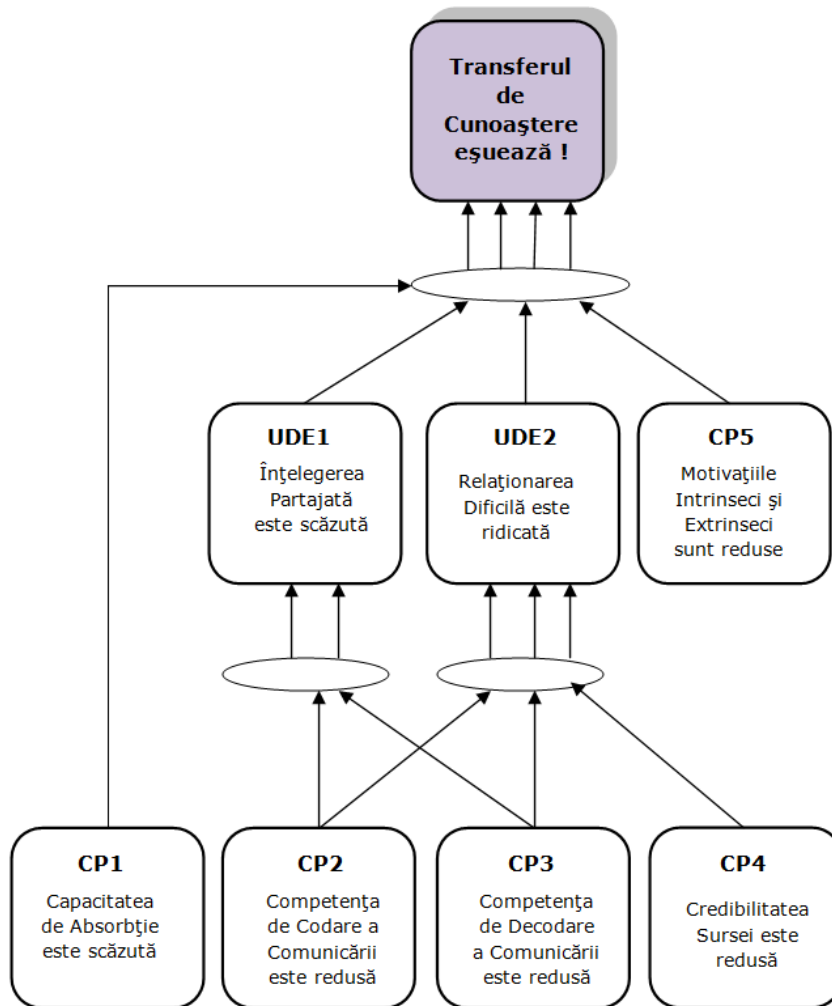 Transferul
de
Cunoaştere
eşuează !
UDE1
Înţelegerea
Partajată
este scăzută
UDE2
Relaţionarea
Dificilă este
ridicată
CP5
Motivaţiile
Intrinseci şi
Extrinseci
sunt reduse
CP1
Capacitatea
de Absorbţie
este scăzută
CP2
Competenţa
de Codare a
Comunicării
este redusă
CP3
Competenţa
de Decodare
a Comunicării
este redusă
CP4
Credibilitatea
Sursei este
redusă